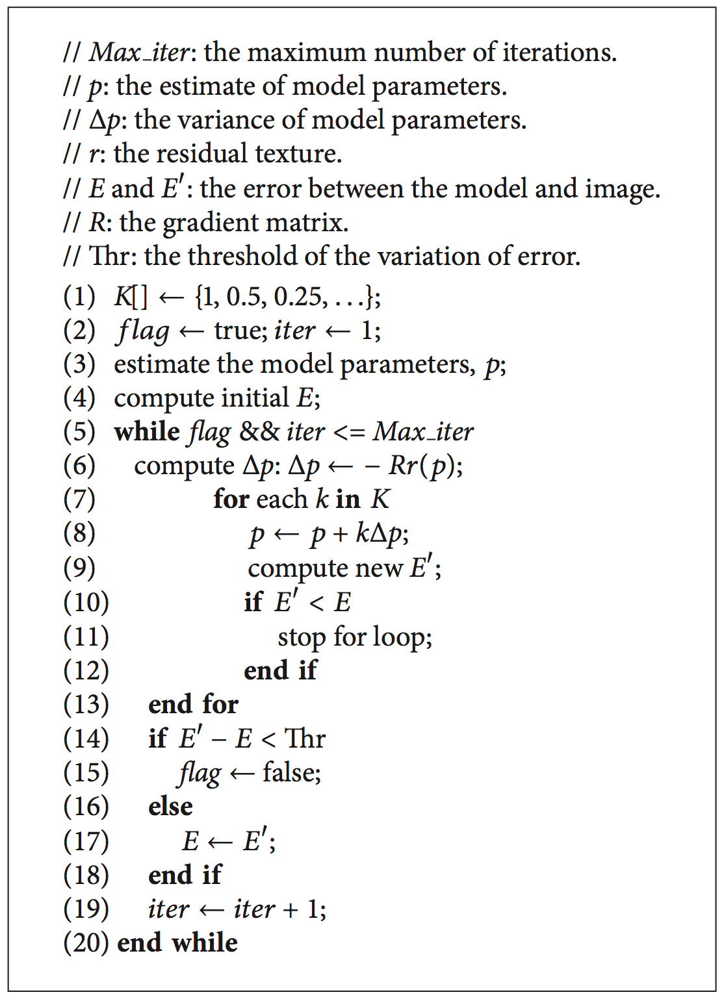 // Max_iter: the maximum number of iterations.
// p: the estimate of model parameters.
// Δp: the variance of model parameters.
// r: the residual texture.
// E and E′: the error between the model and image.
// R: the gradient matrix.
// Thr: the threshold of the variation of error.
(1) K[] ← {1, 0.5, 0.25, ...};
(2) flag ← true; iter ← 1;
(3) estimate the model parameters, p;
(4) compute initial E;
(5) while flag && iter <= Max_iter
(6) compute Δp: Δp ← − Rr(p);
(7) for each k in K
(8) p ← p + kΔp;
(9) compute new E′;
(10) if E′ < E
(11) stop for loop;
(12) end if
(13) end for
(14) if E′ − E < Thr
(15) flag ← false;
(16) else
(17) E ← E′;
(18) end if
(19) iter ← iter + 1;
(20) end while